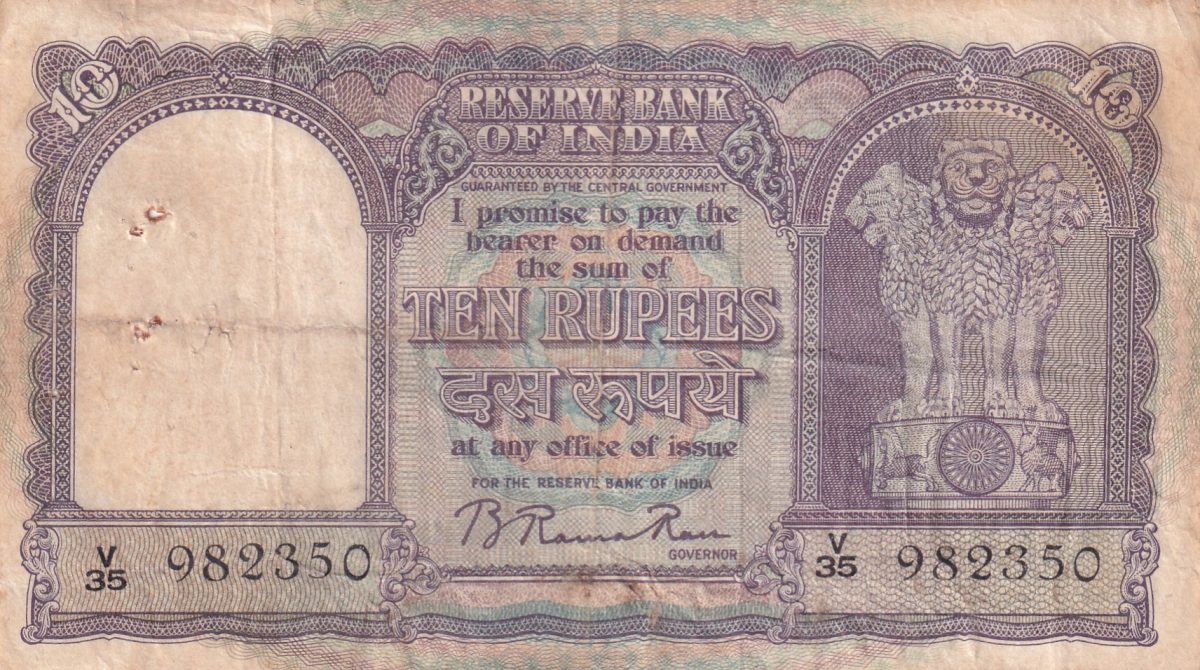 10
10
RESERVE BANK
OF INDIA
GUARANTEED BY THE CENTRAL GOVERNMENT
I promise to pay the
bearer on demand
the sum of
TEN RUPEES
दस रूपये
at any office of issue
FOR THE RESERVE BANK OF INDIA
B Rama Rau
GOVERNOR
V/35 982350
V/35 982350